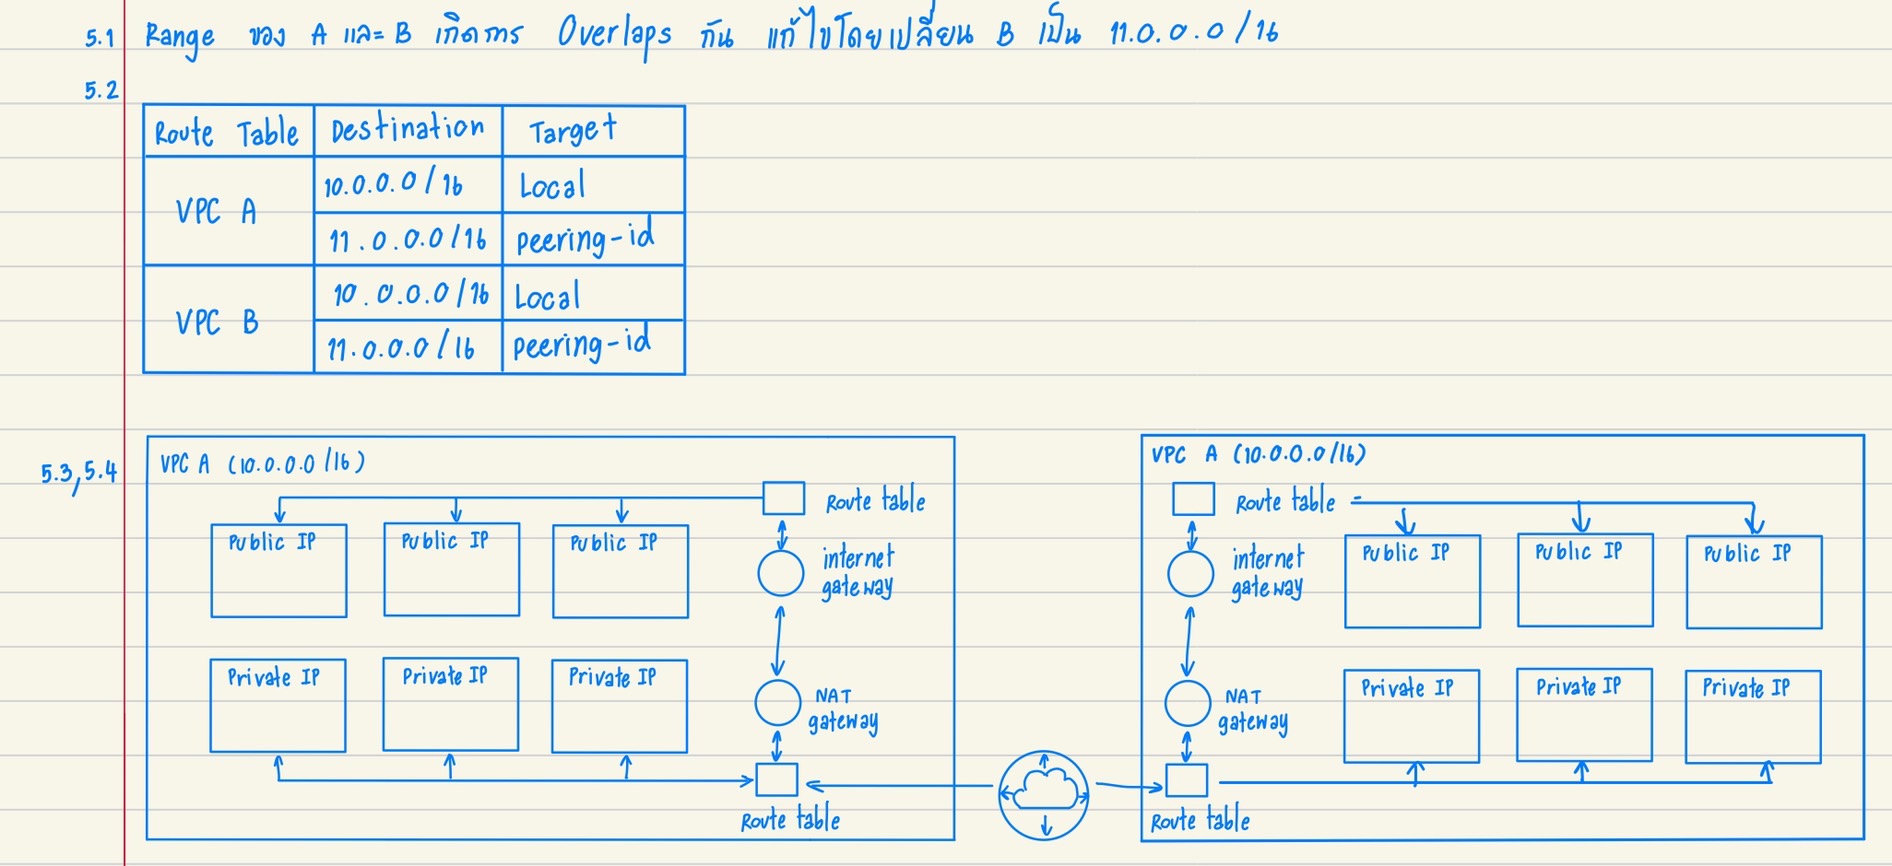 5.1 Range ของ A และ B เกิดการ Overlaps กัน แก้ไขโดยเปลี่ยน B เป็น 11.0.0.0/16
5.2
Route Table Destination Target
VPC A
10.0.0.0/16 Local
11.0.0.0/16 peering-id
VPC B
10.0.0.0/16 Local
11.0.0.0/16 peering-id
5.3,5.4
VPC A (10.0.0.0/16)
Route table
Public IP Public IP Public IP
internet
gateway
Private IP Private IP Private IP
NAT
gateway
Route table
VPC A (10.0.0.0/16)
Route table
internet
gateway
Public IP Public IP Public IP
NAT
gateway
Private IP Private IP Private IP
Route table